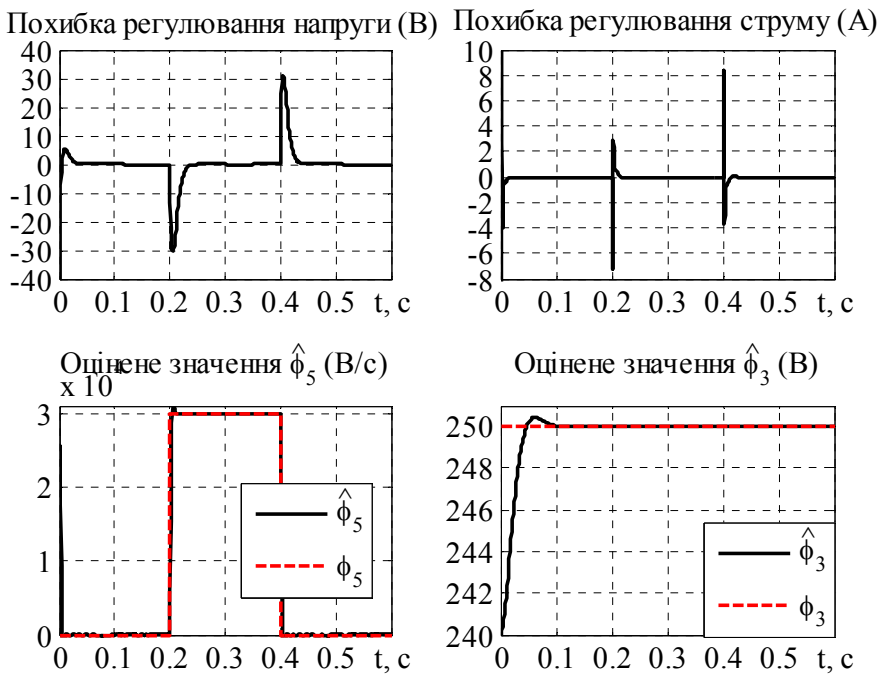 Похибка регулювання напруги (В)
40
30
20
10
0
-10
-20
-30
-40
0 0.1 0.2 0.3 0.4 0.5 t, c
Похибка регулювання струму (А)
10
8
6
4
2
0
-2
-4
-6
-8
0 0.1 0.2 0.3 0.4 0.5 t, c
Оцінене значення ϕ̂₅ (В/с)
x 10⁴
3
2
1
0
0 0.1 0.2 0.3 0.4 0.5 t, c
ϕ̂₅
ϕ₅
Оцінене значення ϕ̂₃ (В)
250
248
246
244
242
240
0 0.1 0.2 0.3 0.4 0.5 t, c
ϕ̂₃
ϕ₃